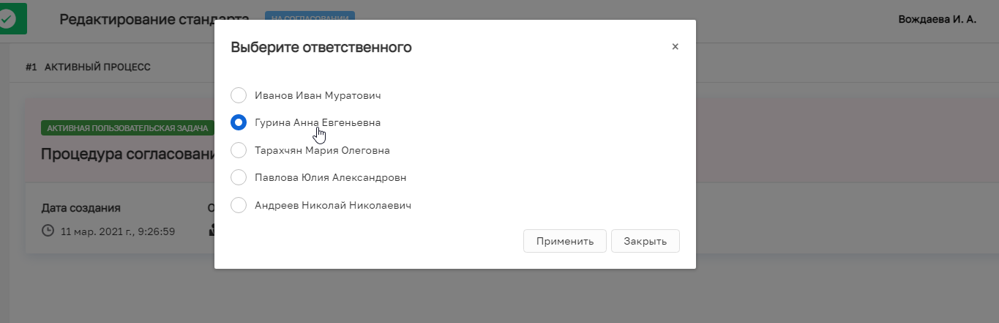 Редактирование стандарта
НА СОГЛАСОВАНИИ
Вождаева И. А.
Выберите ответственного
×
#1 АКТИВНЫЙ ПРОЦЕСС
Иванов Иван Муратович
Гурина Анна Евгеньевна
АКТИВНАЯ ПОЛЬЗОВАТЕЛЬСКАЯ ЗАДАЧА
Тарахчян Мария Олеговна
Процедура согласовани
Павлова Юлия Александровн
Дата создания
Андреев Николай Николаевич
11 мар. 2021 г., 9:26:59
Применить
Закрыть